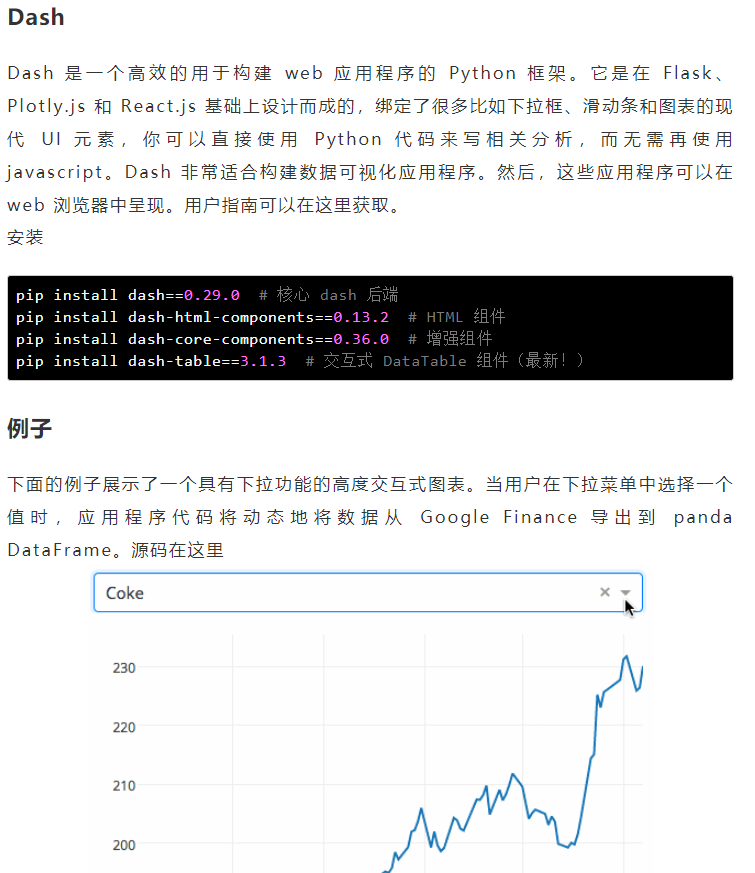 Dash
Dash 是一个高效的用于构建 web 应用程序的 Python 框架。它是在 Flask、
Plotly.js 和 React.js 基础上设计而成的，绑定了很多比如下拉框、滑动条和图表的现
代 UI 元素，你可以直接使用 Python 代码来写相关分析，而无需再使用
javascript。Dash 非常适合构建数据可视化应用程序。然后，这些应用程序可以在
web 浏览器中呈现。用户指南可以在这里获取。
安装
pip install dash==0.29.0  # 核心 dash 后端
pip install dash-html-components==0.13.2  # HTML 组件
pip install dash-core-components==0.36.0  # 增强组件
pip install dash-table==3.1.3  # 交互式 DataTable 组件（最新！）
例子
下面的例子展示了一个具有下拉功能的高度交互式图表。当用户在下拉菜单中选择一个
值时，应用程序代码将动态地将数据从 Google Finance 导出到 panda
DataFrame。源码在这里
Coke
230
220
210
200